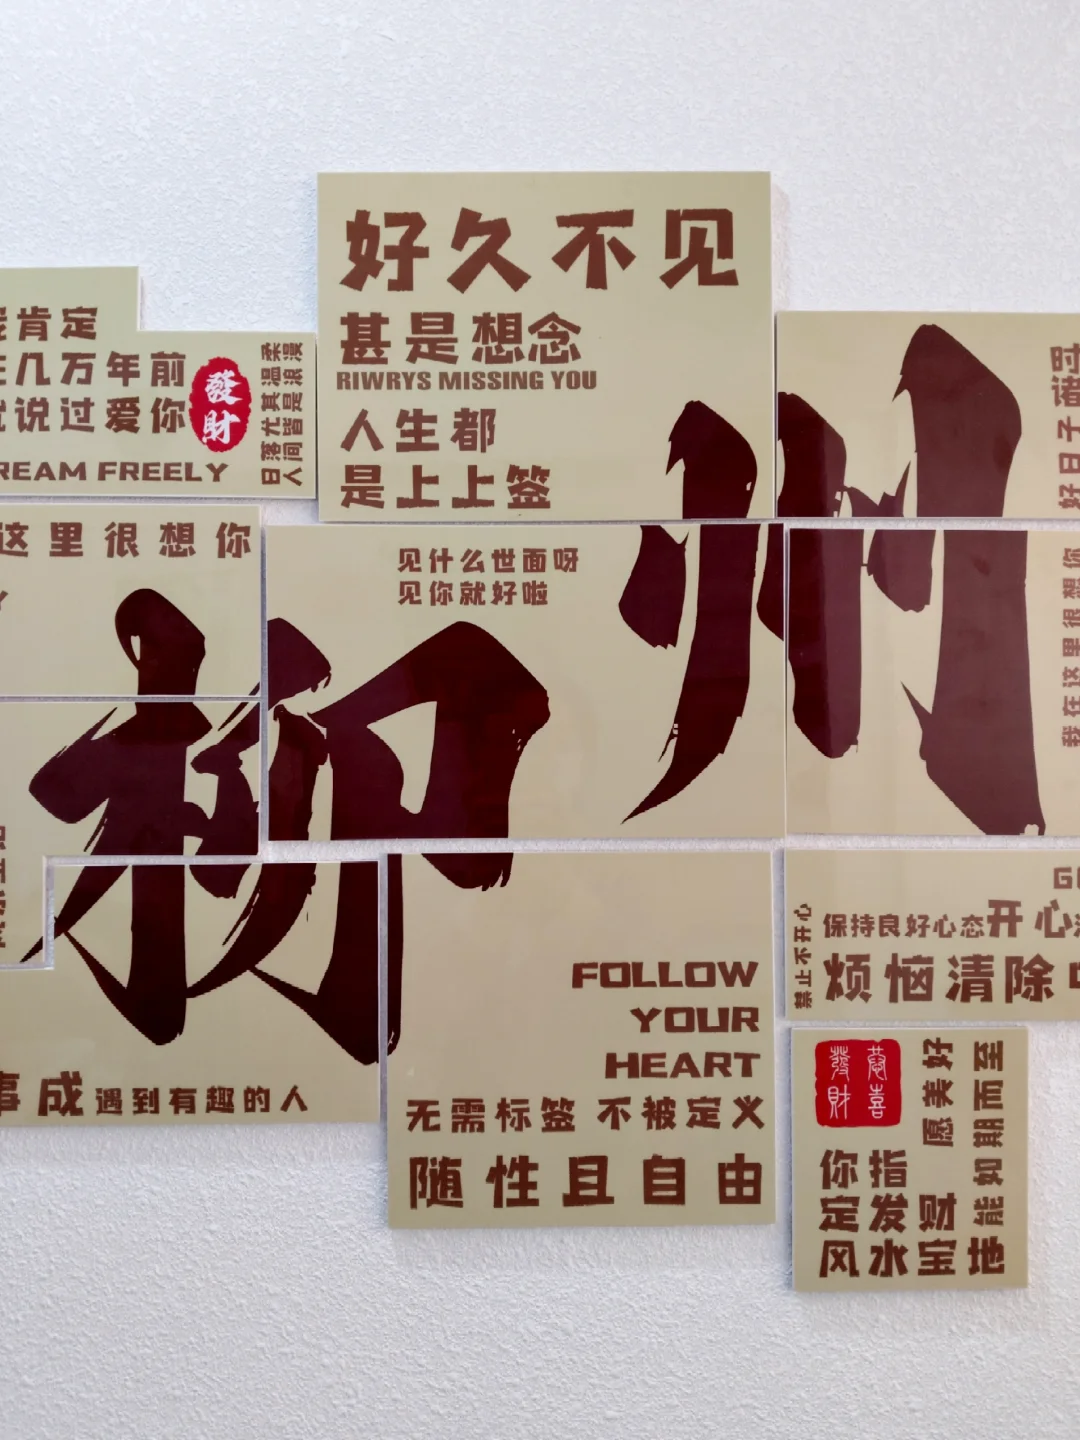 好久不见
甚是想念
RIWRYS MISSING YOU
人生都
是上上签
肯定
几万年前
说过爱你
REAM FREELY
發財
日落尤其温柔
人间皆是浪漫
这里很想你
Y
见什么世面呀
见你就好啦
柳州
时
诸
好日子
我在这里很想你
成 遇到有趣的人
FOLLOW
YOUR
HEART
无需标签 不被定义
随性且自由
禁止不开心
保持良好心态开心
烦恼清除
發財
恭喜
愿美好
能如期而至
你指
定发财
风水宝地